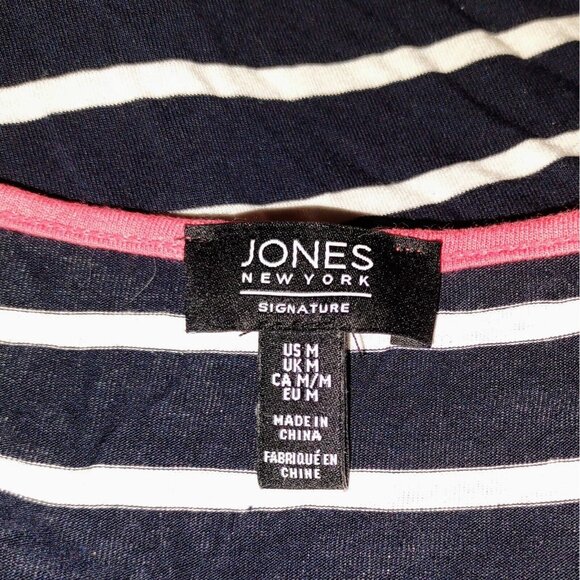 JONES
NEW YORK
SIGNATURE
US M
UK M
CA M/M
EU M
MADE IN
CHINA
FABRIQUÉ EN
CHINE